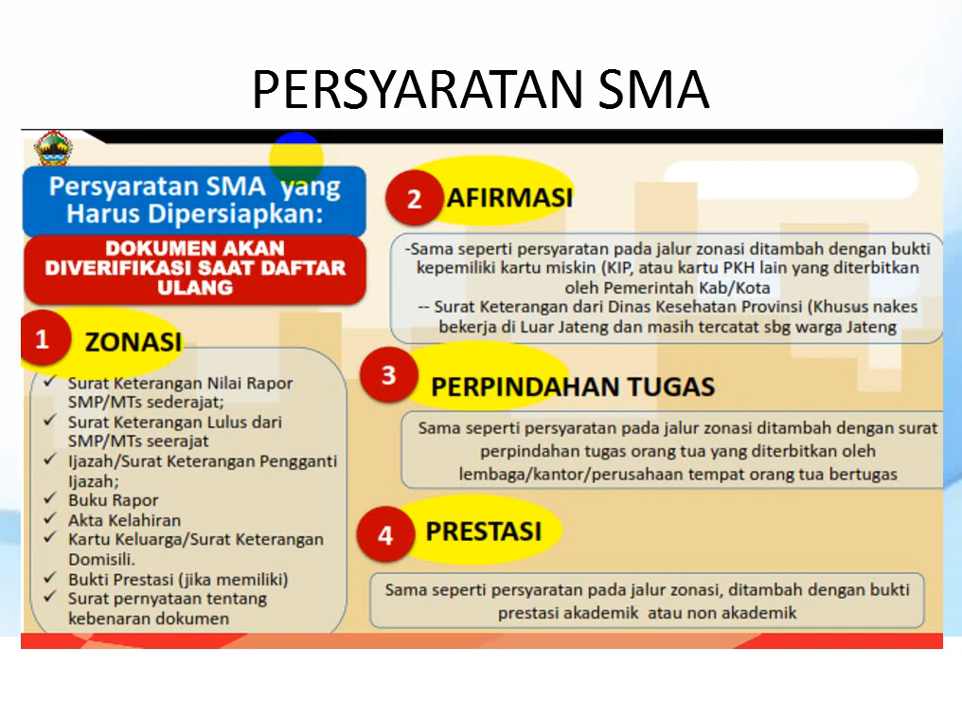 PERSYARATAN SMA
Persyaratan SMA yang
Harus Dipersiapkan:
DOKUMEN AKAN
DIVERIFIKASI SAAT DAFTAR
ULANG
1 ZONASI
✓ Surat Keterangan Nilai Rapor
SMP/MTs sederajat;
✓ Surat Keterangan Lulus dari
SMP/MTs seerajat
✓ Ijazah/Surat Keterangan Pengganti
Ijazah;
✓ Buku Rapor
✓ Akta Kelahiran
✓ Kartu Keluarga/Surat Keterangan
Domisili.
✓ Bukti Prestasi (jika memiliki)
✓ Surat pernyataan tentang
kebenaran dokumen
2 AFIRMASI
-Sama seperti persyaratan pada jalur zonasi ditambah dengan bukti
kepemiliki kartu miskin (KIP, atau kartu PKH lain yang diterbitkan
oleh Pemerintah Kab/Kota
-- Surat Keterangan dari Dinas Kesehatan Provinsi (Khusus nakes
bekerja di Luar Jateng dan masih tercatat sbg warga Jateng
3 PERPINDAHAN TUGAS
Sama seperti persyaratan pada jalur zonasi ditambah dengan surat
perpindahan tugas orang tua yang diterbitkan oleh
lembaga/kantor/perusahaan tempat orang tua bertugas
4 PRESTASI
Sama seperti persyaratan pada jalur zonasi, ditambah dengan bukti
prestasi akademik atau non akademik